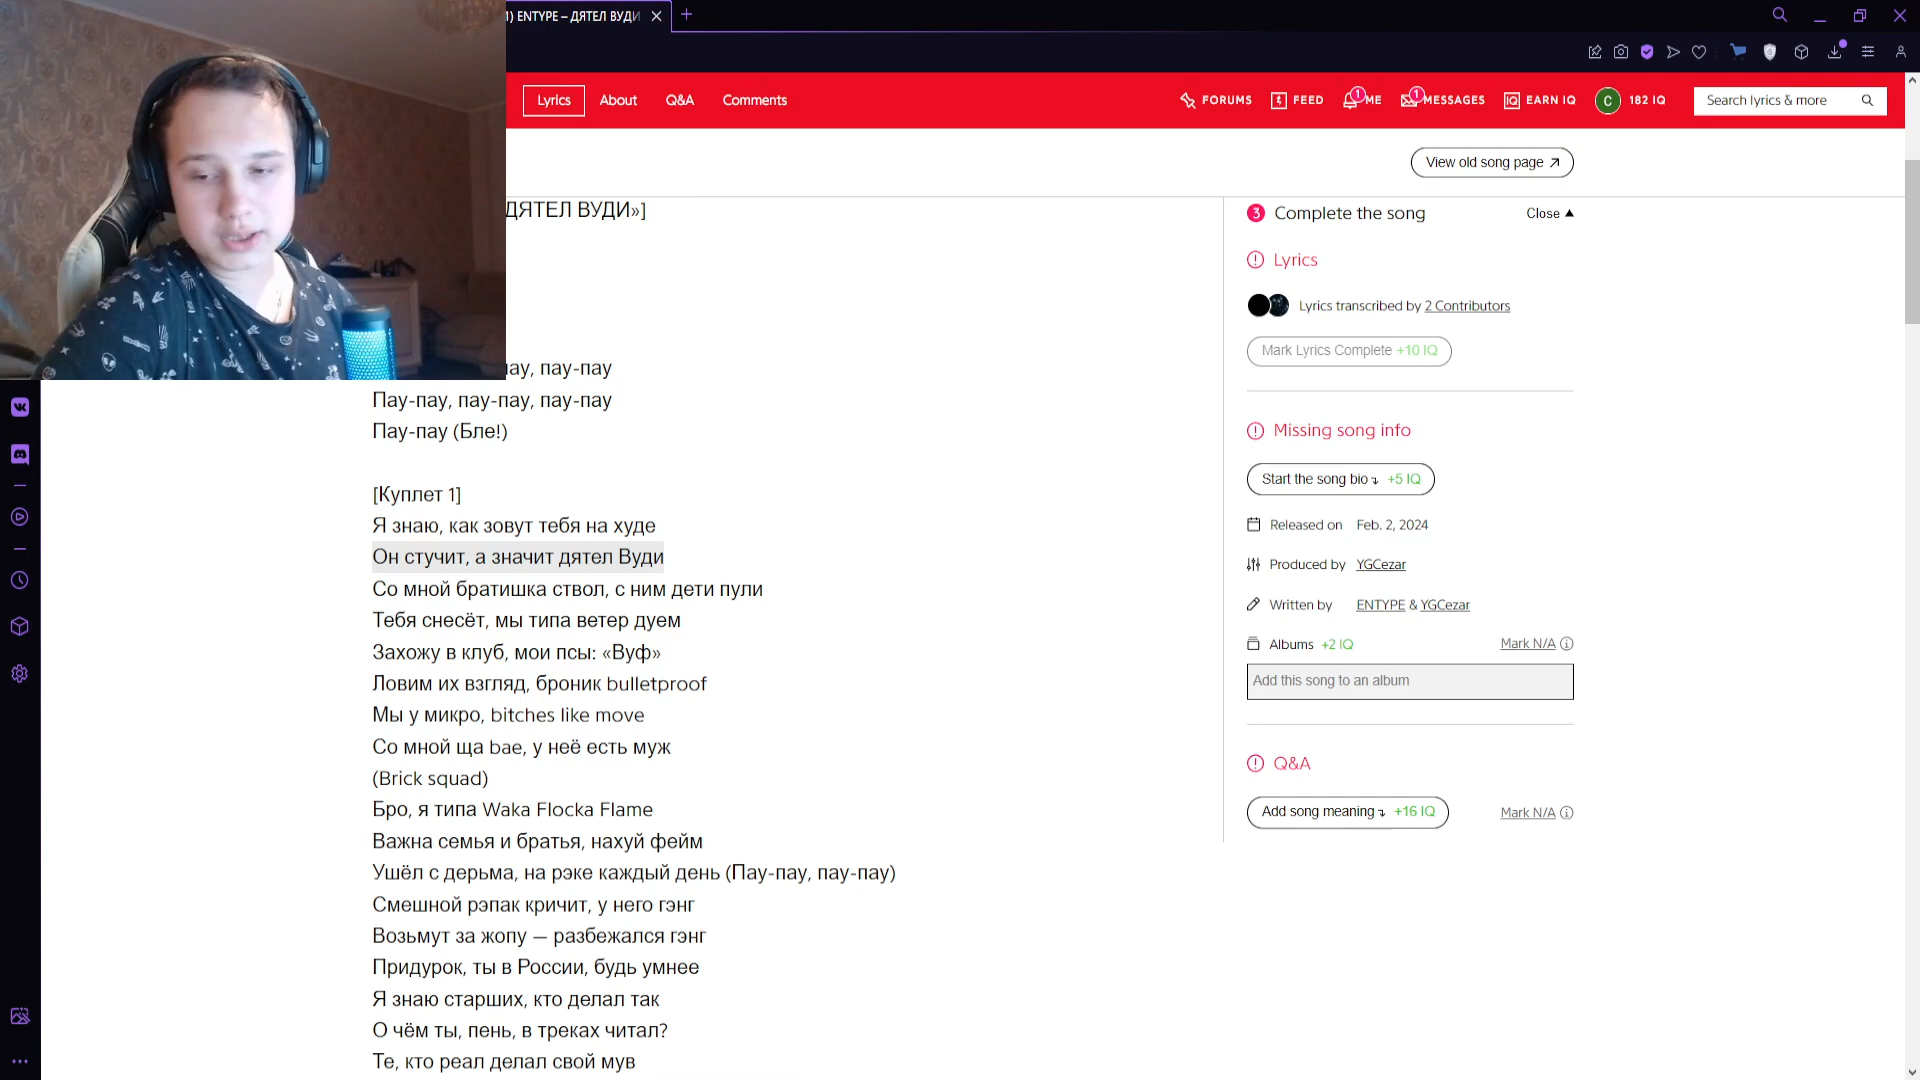 ) ENTYPE – ДЯТЕЛ ВУДИ
Lyrics
About
Q&A
Comments
FORUMS
FEED
1
ME
1
MESSAGES
IQ
EARN IQ
C
182 IQ
Search lyrics & more
View old song page
ДЯТЕЛ ВУДИ»]
ау, пау-пау
Пау-пау, пау-пау, пау-пау
Пау-пау (Бле!)
[Куплет 1]
Я знаю, как зовут тебя на худе
Он стучит, а значит дятел Вуди
Со мной братишка ствол, с ним дети пули
Тебя снесёт, мы типа ветер дуем
Захожу в клуб, мои псы: «Вуф»
Ловим их взгляд, броник bulletproof
Мы у микро, bitches like move
Со мной ща bae, у неё есть муж
(Brick squad)
Бро, я типа Waka Flocka Flame
Важна семья и братья, нахуй фейм
Ушёл с дерьма, на рэке каждый день (Пау-пау, пау-пау)
Смешной рэпак кричит, у него гэнг
Возьмут за жопу — разбежался гэнг
Придурок, ты в России, будь умнее
Я знаю старших, кто делал так
О чём ты, пень, в треках читал?
Те, кто реал делал свой мув
3 Complete the song
Close
Lyrics
Lyrics transcribed by 2 Contributors
Mark Lyrics Complete +10 IQ
Missing song info
Start the song bio +5 IQ
Released on Feb. 2, 2024
Produced by YGCezar
Written by ENTYPE & YGCezar
Albums +2 IQ
Mark N/A
Add this song to an album
Q&A
Add song meaning +16 IQ
Mark N/A